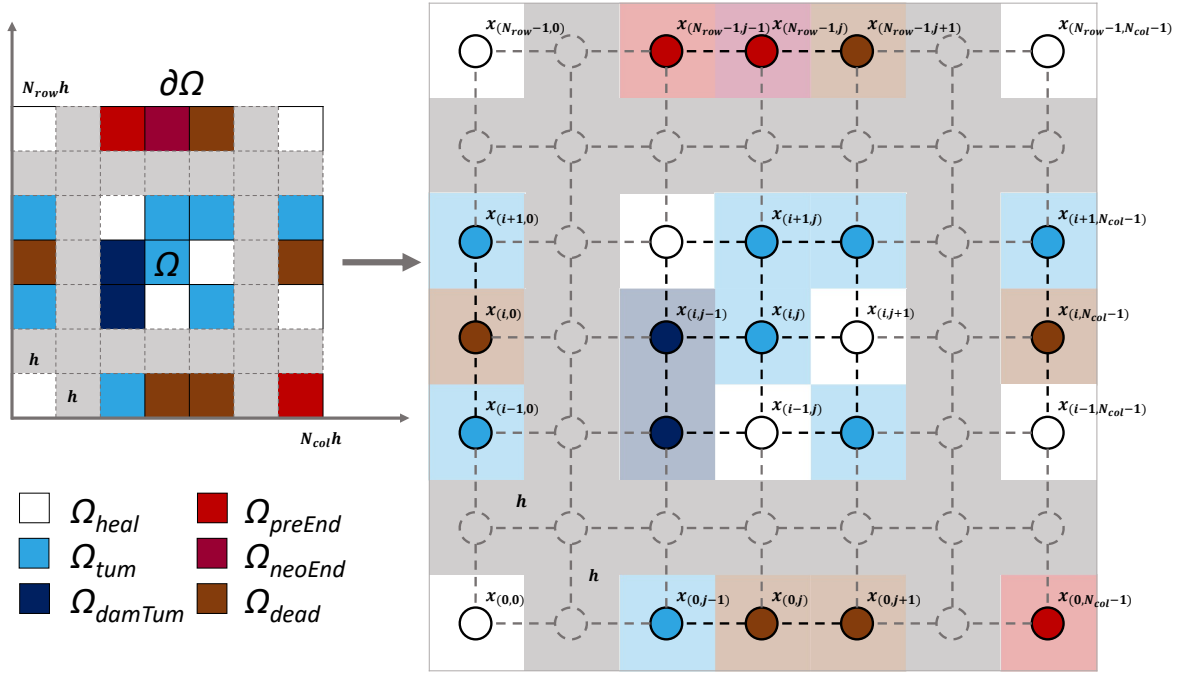 N_row h
∂Ω
Ω
h
h
N_col h
Ω_heal
Ω_preEnd
Ω_tum
Ω_neoEnd
Ω_damTum
Ω_dead
x_(N_row−1,0) x_(N_row−1,j−1) x_(N_row−1,j) x_(N_row−1,j+1) x_(N_row−1,N_col−1)
x_(i+1,0) x_(i+1,j) x_(i+1,N_col−1)
x_(i,0) x_(i,j−1) x_(i,j) x_(i,j+1) x_(i,N_col−1)
x_(i−1,0) x_(i−1,j) x_(i−1,N_col−1)
h
h
x_(0,0) x_(0,j−1) x_(0,j) x_(0,j+1) x_(0,N_col−1)